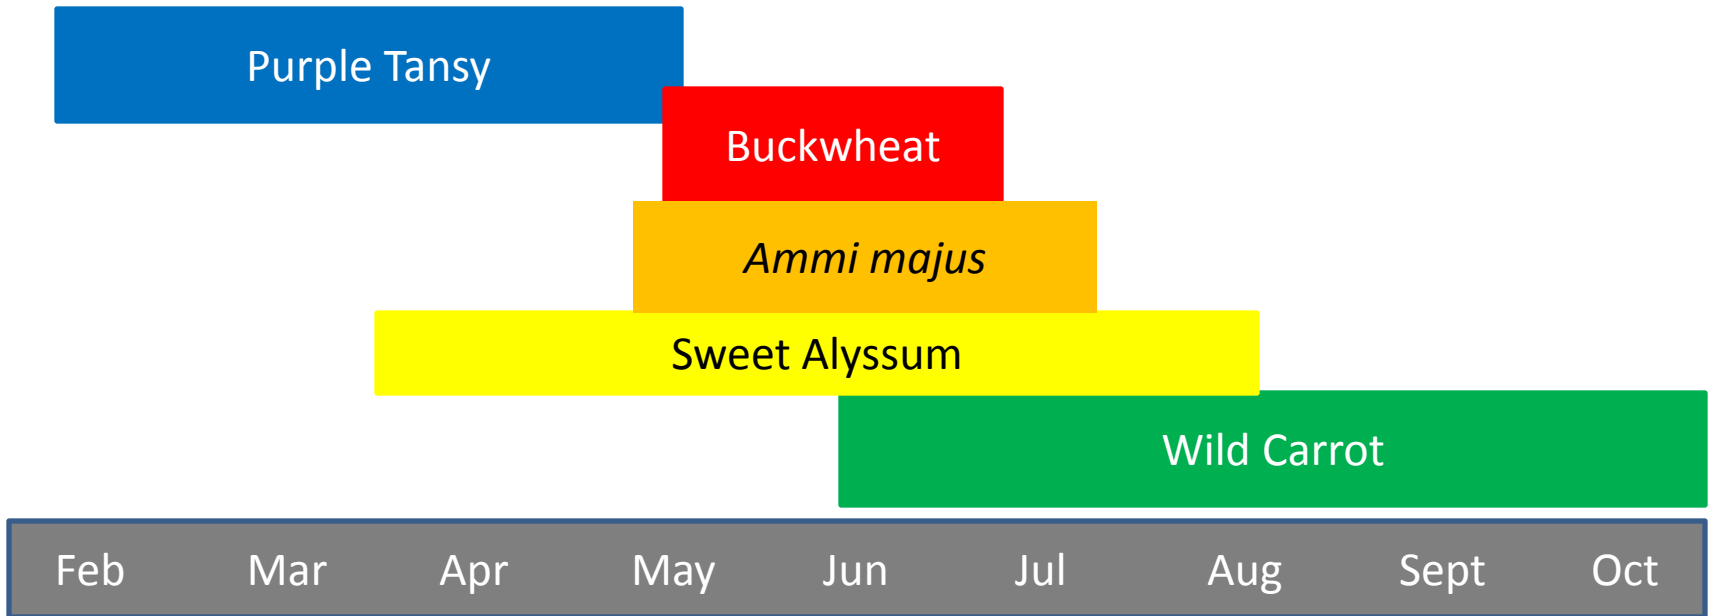 Purple Tansy
Buckwheat
Ammi majus
Sweet Alyssum
Wild Carrot
Feb Mar Apr May Jun Jul Aug Sept Oct